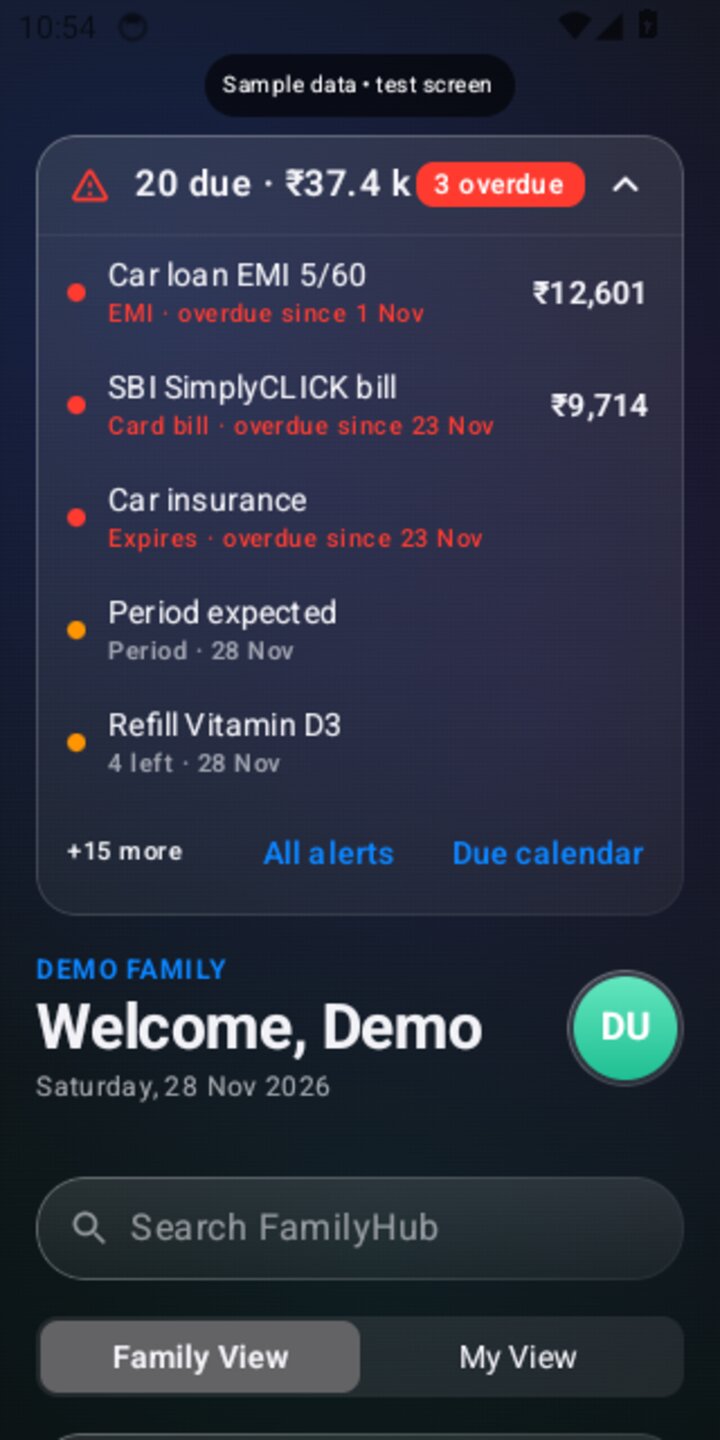 10:54
Sample data • test screen
20 due · ₹37.4 k 3 overdue
Car loan EMI 5/60
₹12,601
EMI · overdue since 1 Nov
SBI SimplyCLICK bill
₹9,714
Card bill · overdue since 23 Nov
Car insurance
Expires · overdue since 23 Nov
Period expected
Period · 28 Nov
Refill Vitamin D3
4 left · 28 Nov
+15 more All alerts Due calendar
DEMO FAMILY
Welcome, Demo
DU
Saturday, 28 Nov 2026
Search FamilyHub
Family View My View